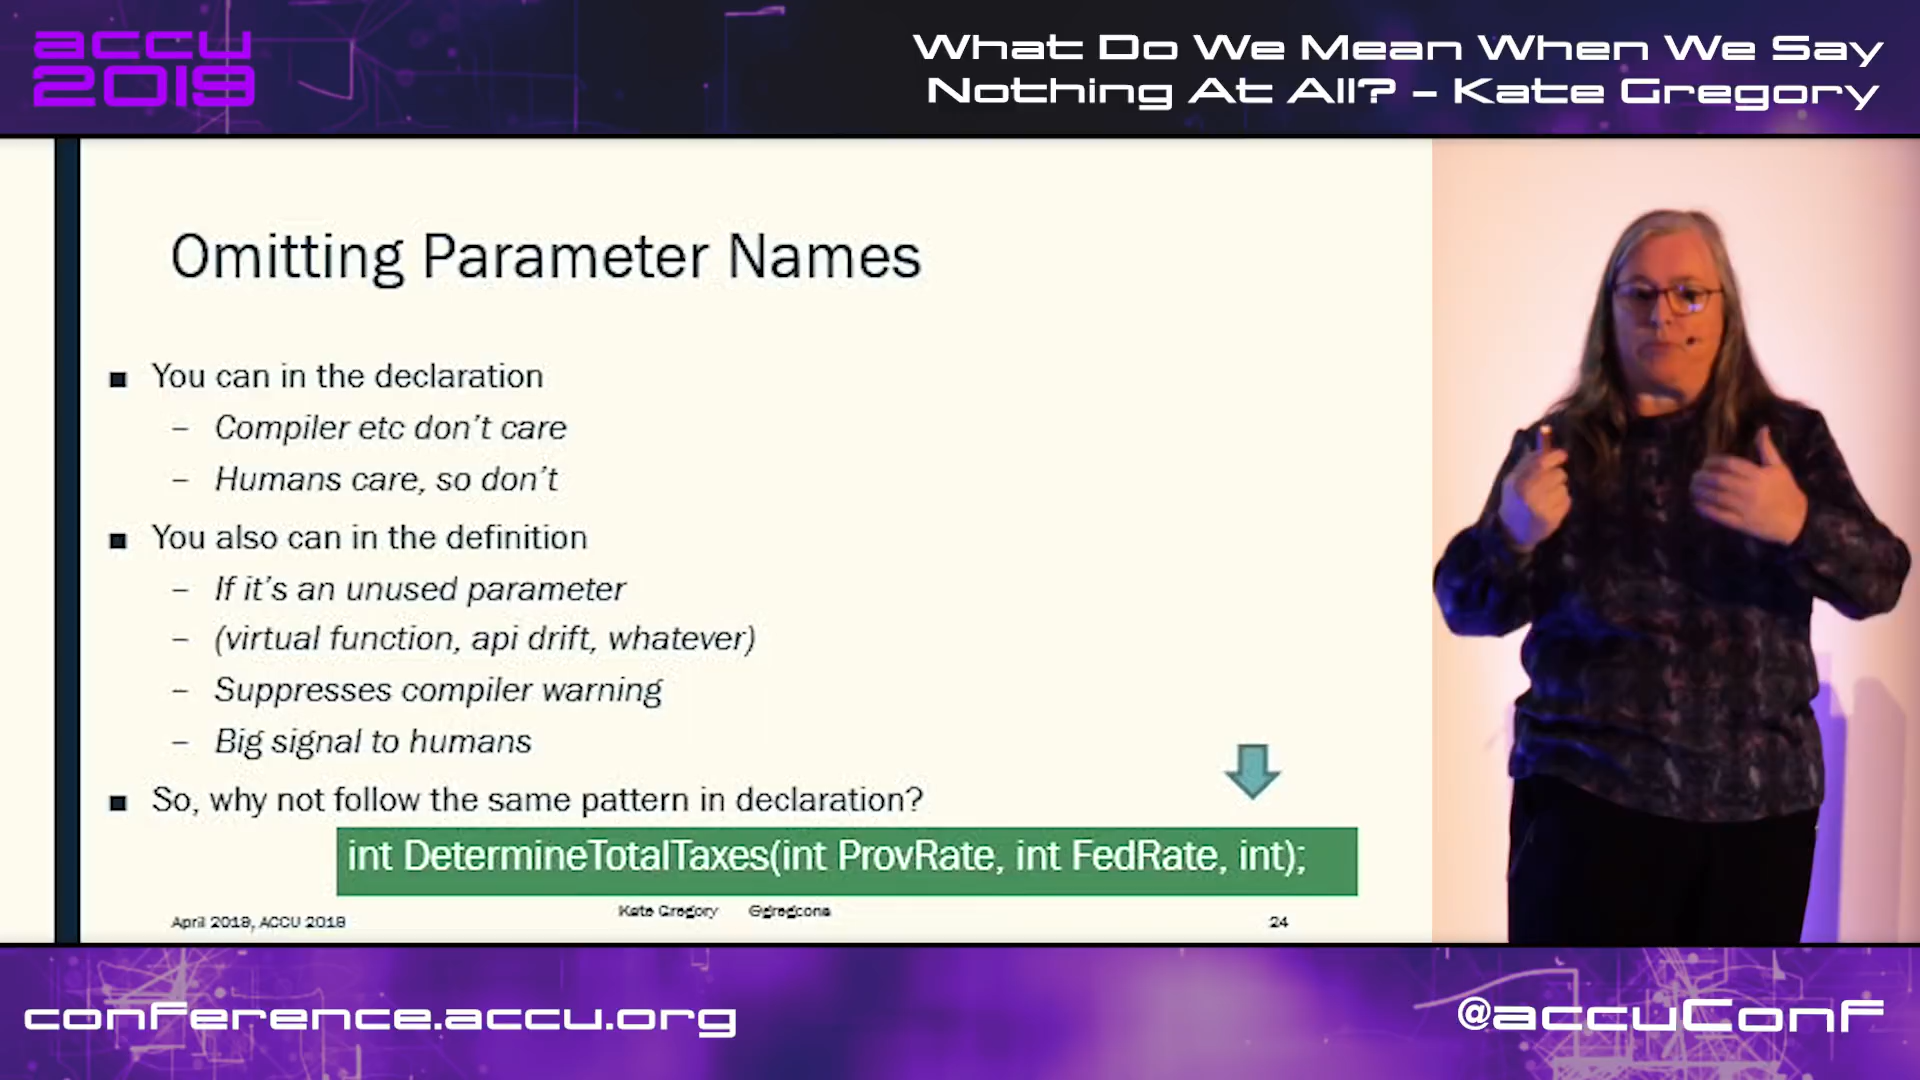 accu
2019
What Do We Mean When We Say
Nothing At All? – Kate Gregory
Omitting Parameter Names
■ You can in the declaration
– Compiler etc don't care
– Humans care, so don't
■ You also can in the definition
– If it's an unused parameter
– (virtual function, api drift, whatever)
– Suppresses compiler warning
– Big signal to humans
■ So, why not follow the same pattern in declaration?
int DetermineTotalTaxes(int ProvRate, int FedRate, int);
April 2019, ACCU 2019
Kate Gregory @gregcons
24
conference.accu.org
@accuConf